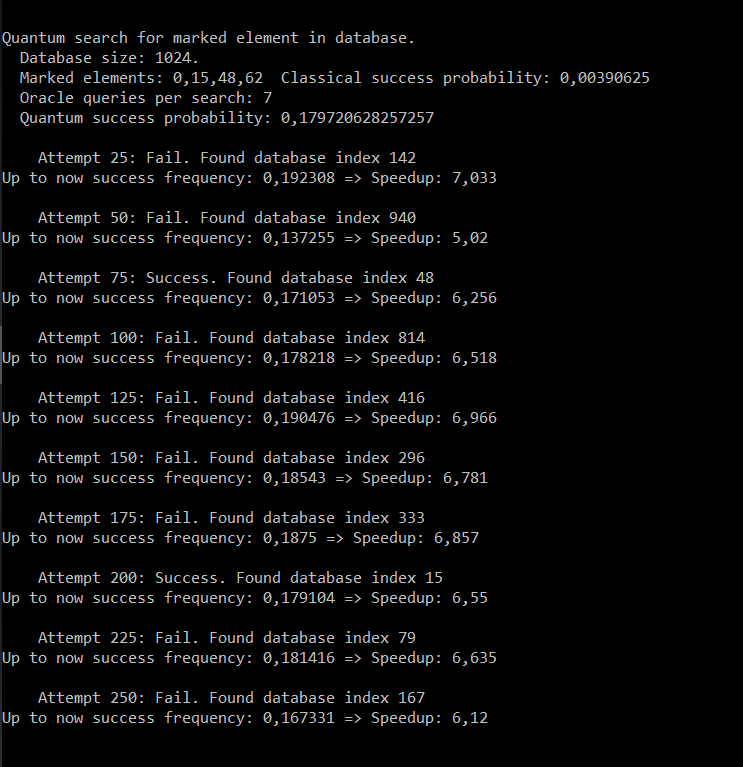 Quantum search for marked element in database.
Database size: 1024.
Marked elements: 0,15,48,62  Classical success probability: 0,00390625
Oracle queries per search: 7
Quantum success probability: 0,179720628257257
Attempt 25: Fail. Found database index 142
Up to now success frequency: 0,192308 => Speedup: 7,033
Attempt 50: Fail. Found database index 940
Up to now success frequency: 0,137255 => Speedup: 5,02
Attempt 75: Success. Found database index 48
Up to now success frequency: 0,171053 => Speedup: 6,256
Attempt 100: Fail. Found database index 814
Up to now success frequency: 0,178218 => Speedup: 6,518
Attempt 125: Fail. Found database index 416
Up to now success frequency: 0,190476 => Speedup: 6,966
Attempt 150: Fail. Found database index 296
Up to now success frequency: 0,18543 => Speedup: 6,781
Attempt 175: Fail. Found database index 333
Up to now success frequency: 0,1875 => Speedup: 6,857
Attempt 200: Success. Found database index 15
Up to now success frequency: 0,179104 => Speedup: 6,55
Attempt 225: Fail. Found database index 79
Up to now success frequency: 0,181416 => Speedup: 6,635
Attempt 250: Fail. Found database index 167
Up to now success frequency: 0,167331 => Speedup: 6,12